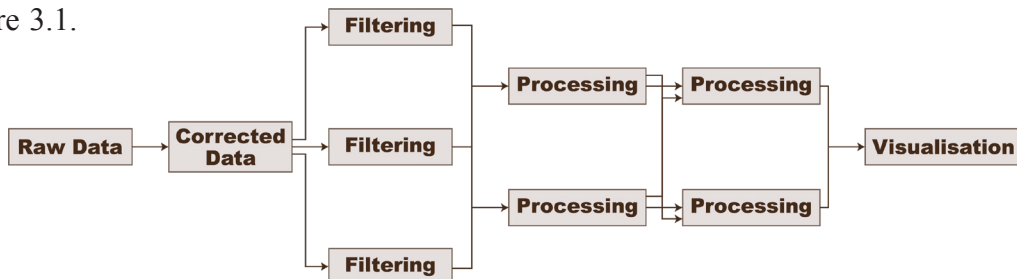 re 3.1.
Filtering
Processing
Processing
Raw Data
Corrected
Data
Filtering
Visualisation
Processing
Processing
Filtering